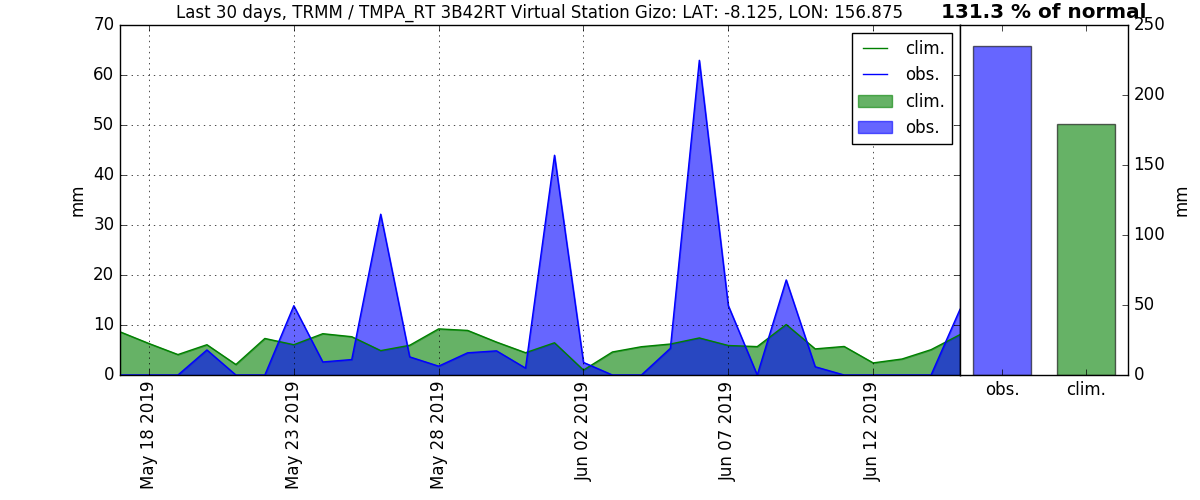 Last 30 days, TRMM / TMPA_RT 3B42RT Virtual Station Gizo: LAT: -8.125, LON: 156.875
131.3 % of normal
70
60
50
40
30
20
10
0
mm
clim.
obs.
clim.
obs.
May 18 2019
May 23 2019
May 28 2019
Jun 02 2019
Jun 07 2019
Jun 12 2019
250
200
150
100
50
0
mm
obs.
clim.